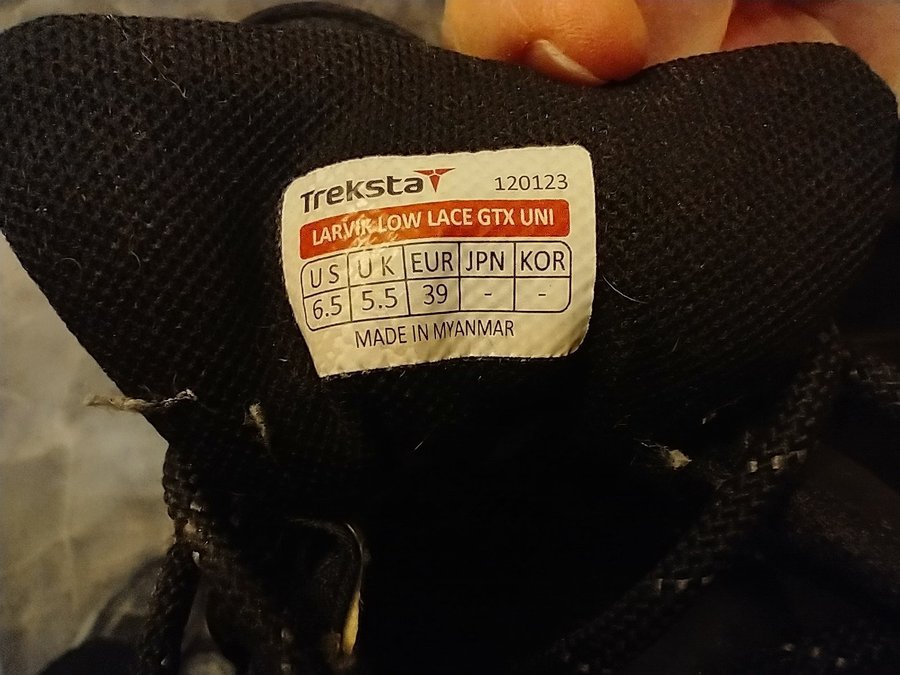 Treksta 120123
LARVIK LOW LACE GTX UNI
US UK EUR JPN KOR
6.5 5.5 39 - -
MADE IN MYANMAR